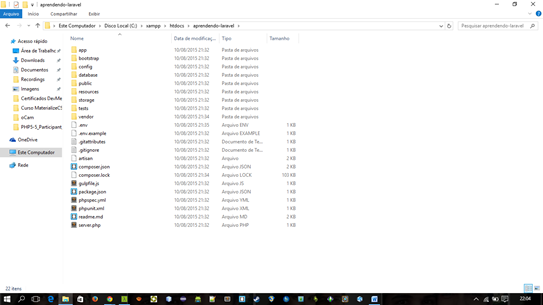 aprendendo-laravel
Arquivo Início Compartilhar Exibir
Este Computador > Disco Local (C:) > xampp > htdocs > aprendendo-laravel
Pesquisar aprendendo-laravel
Nome Data de modificaç... Tipo Tamanho
Acesso rápido
Área de Trabalho
Downloads
Documentos
Recordings
Imagens
Certificados DevMe
Curso MaterializeCS
oCam
PHP5-5_Participant
OneDrive
Este Computador
Rede
app 10/08/2015 21:32 Pasta de arquivos
bootstrap 10/08/2015 21:32 Pasta de arquivos
config 10/08/2015 21:32 Pasta de arquivos
database 10/08/2015 21:32 Pasta de arquivos
public 10/08/2015 21:32 Pasta de arquivos
resources 10/08/2015 21:32 Pasta de arquivos
storage 10/08/2015 21:32 Pasta de arquivos
tests 10/08/2015 21:32 Pasta de arquivos
vendor 10/08/2015 21:34 Pasta de arquivos
.env 10/08/2015 21:35 Arquivo ENV 1 KB
.env.example 10/08/2015 21:32 Arquivo EXAMPLE 1 KB
.gitattributes 10/08/2015 21:32 Documento de Te... 1 KB
.gitignore 10/08/2015 21:32 Documento de Te... 1 KB
artisan 10/08/2015 21:32 Arquivo 2 KB
composer.json 10/08/2015 21:32 Arquivo JSON 2 KB
composer.lock 10/08/2015 21:34 Arquivo LOCK 103 KB
gulpfile.js 10/08/2015 21:32 Arquivo JS 1 KB
package.json 10/08/2015 21:32 Arquivo JSON 1 KB
phpspec.yml 10/08/2015 21:32 Arquivo YML 1 KB
phpunit.xml 10/08/2015 21:32 Arquivo XML 1 KB
readme.md 10/08/2015 21:32 Arquivo MD 2 KB
server.php 10/08/2015 21:32 Arquivo PHP 1 KB
22 itens
22:04